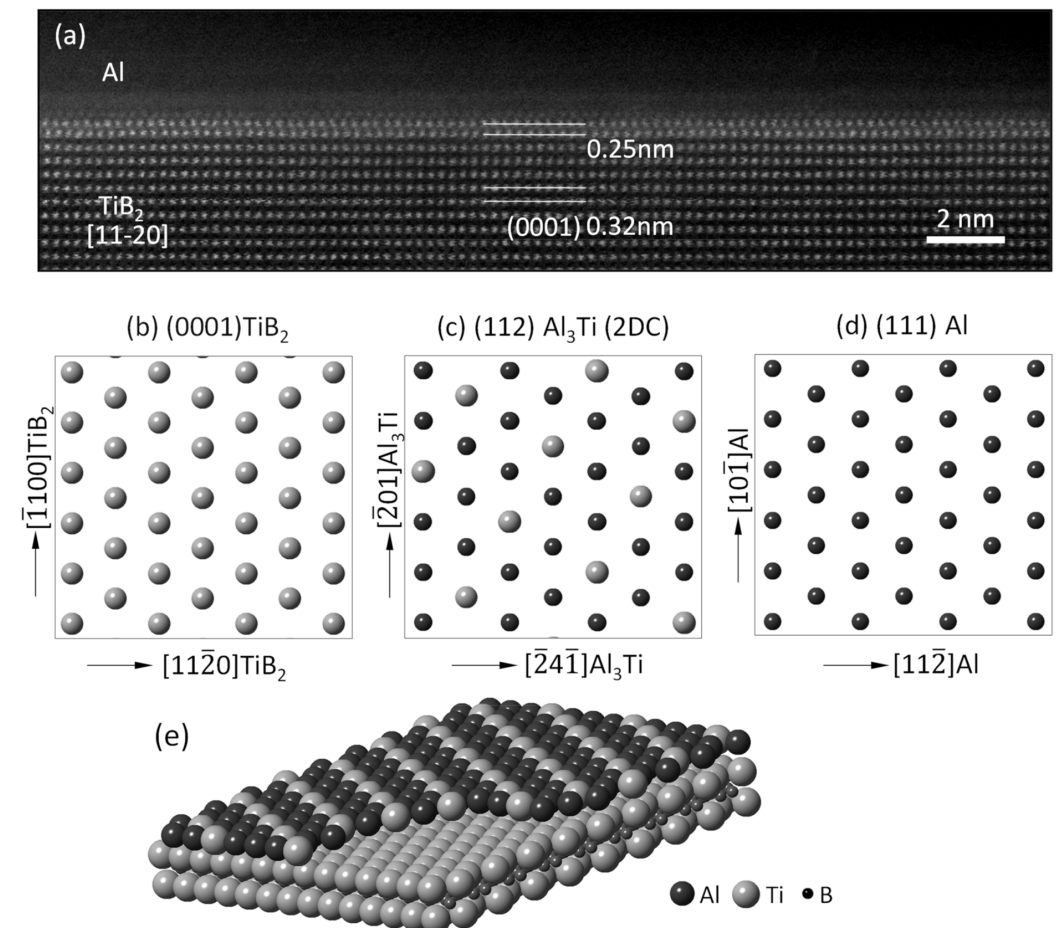 (a)
Al
0.25nm
TiB₂
[11-20]
(0001) 0.32nm
2 nm
(b) (0001)TiB₂
(c) (112) Al₃Ti (2DC)
(d) (111) Al
[1̅100]TiB₂
[2̅01]Al₃Ti
[101̅]Al
[112̅0]TiB₂
[2̅41̅]Al₃Ti
[112̅]Al
(e)
Al Ti B